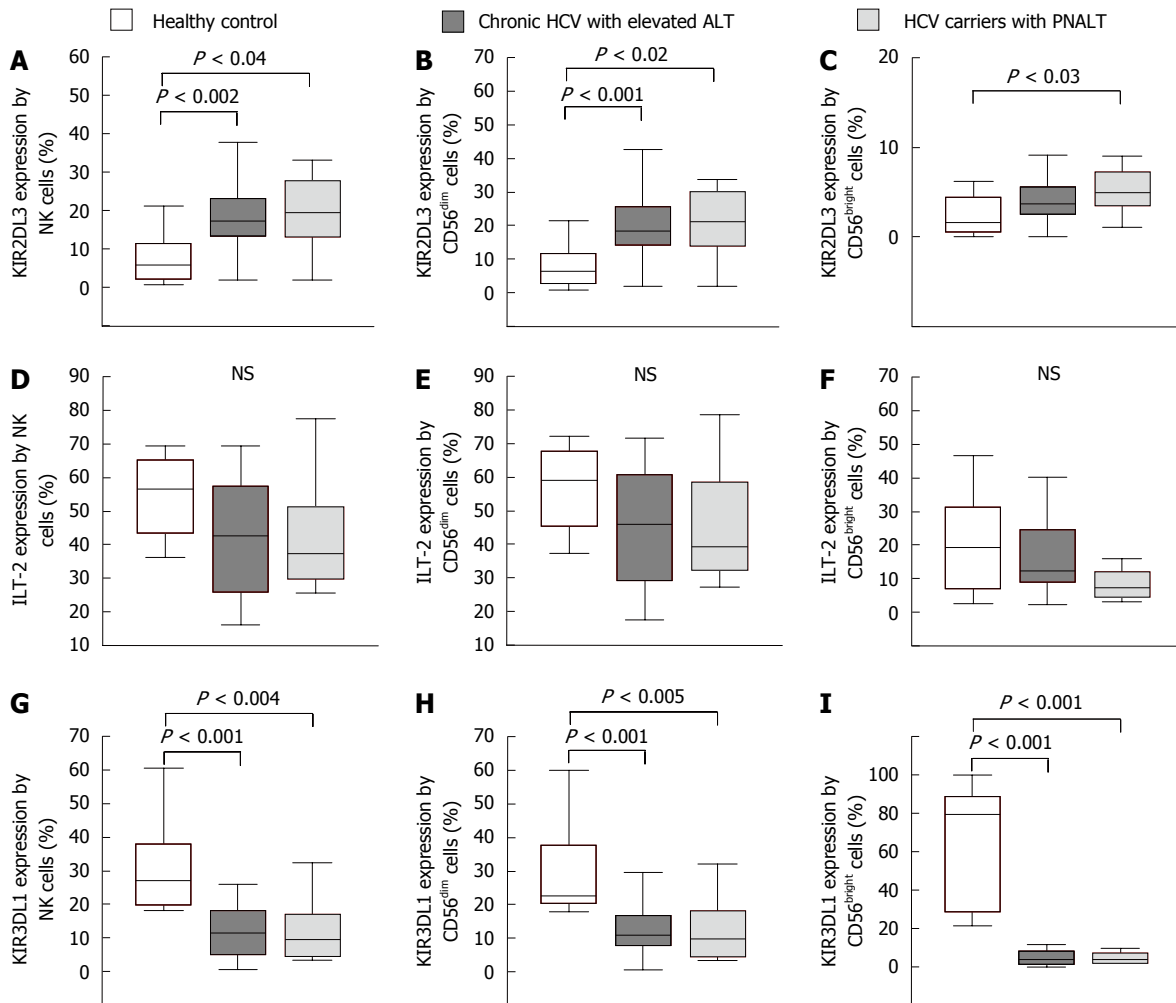 Healthy control
Chronic HCV with elevated ALT
HCV carriers with PNALT
A
KIR2DL3 expression by
NK cells (%)
60
50
40
30
20
10
0
P < 0.04
P < 0.002
B
KIR2DL3 expression by
CD56dim cells (%)
70
60
50
40
30
20
10
0
P < 0.02
P < 0.001
C
KIR2DL3 expression by
CD56bright cells (%)
20
10
0
P < 0.03
D
ILT-2 expression by NK
cells (%)
90
80
70
60
50
40
30
20
10
NS
E
ILT-2 expression by
CD56dim cells (%)
90
80
70
60
50
40
30
20
10
NS
F
ILT-2 expression by
CD56bright cells (%)
70
60
50
40
30
20
10
0
NS
G
KIR3DL1 expression by
NK cells (%)
70
60
50
40
30
20
10
0
P < 0.004
P < 0.001
H
KIR3DL1 expression by
CD56dim cells (%)
70
60
50
40
30
20
10
0
P < 0.005
P < 0.001
I
KIR3DL1 expression by
CD56bright cells (%)
100
80
60
40
20
0
P < 0.001
P < 0.001